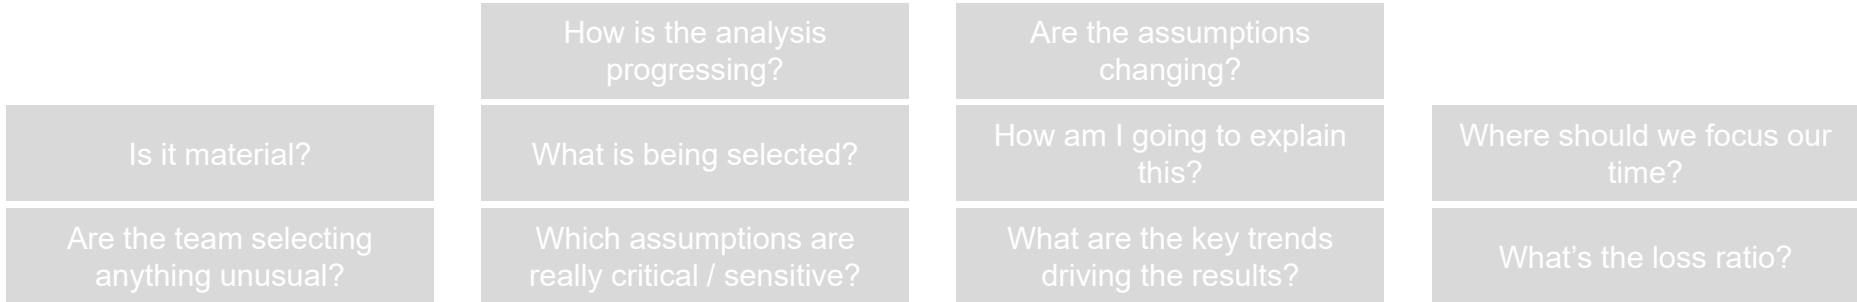 How is the analysis
progressing?
Are the assumptions
changing?
Is it material?
What is being selected?
How am I going to explain
this?
Where should we focus our
time?
Are the team selecting
anything unusual?
Which assumptions are
really critical / sensitive?
What are the key trends
driving the results?
What’s the loss ratio?